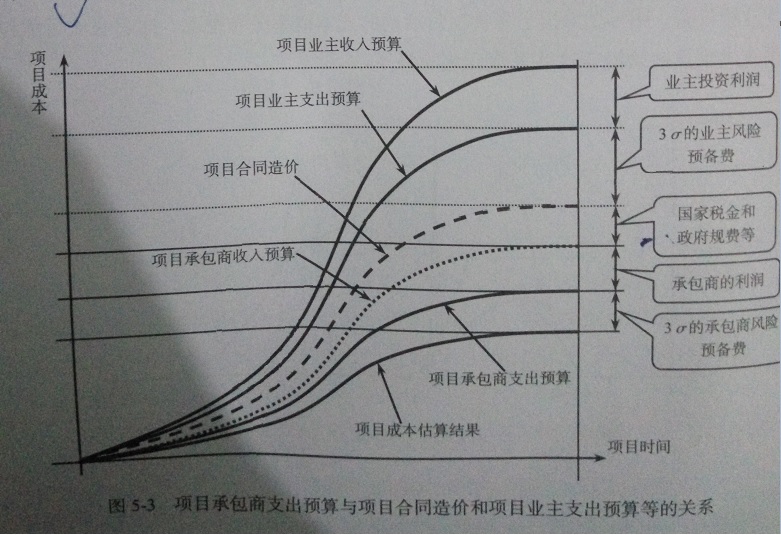 项目成本
项目业主收入预算
业主投资利润
项目业主支出预算
3σ的业主风险
预备费
项目合同造价
国家税金和
政府规费等
项目承包商收入预算
承包商的利润
3σ的承包商风险
预备费
项目承包商支出预算
项目成本估算结果
项目时间
图 5-3 项目承包商支出预算与项目合同造价和项目业主支出预算等的关系